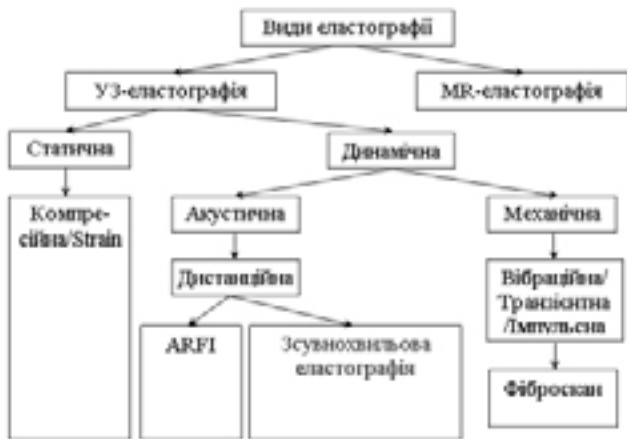 Види еластографії
УЗ-еластографія
MR-еластографія
Статична
Динамічна
Компре-
сійна/Strain
Акустична
Механічна
Дистанційна
Вібраційна/
Транзієнтна
/Імпульсна
ARFI
Зсувнохвильова
еластографія
Фіброскан